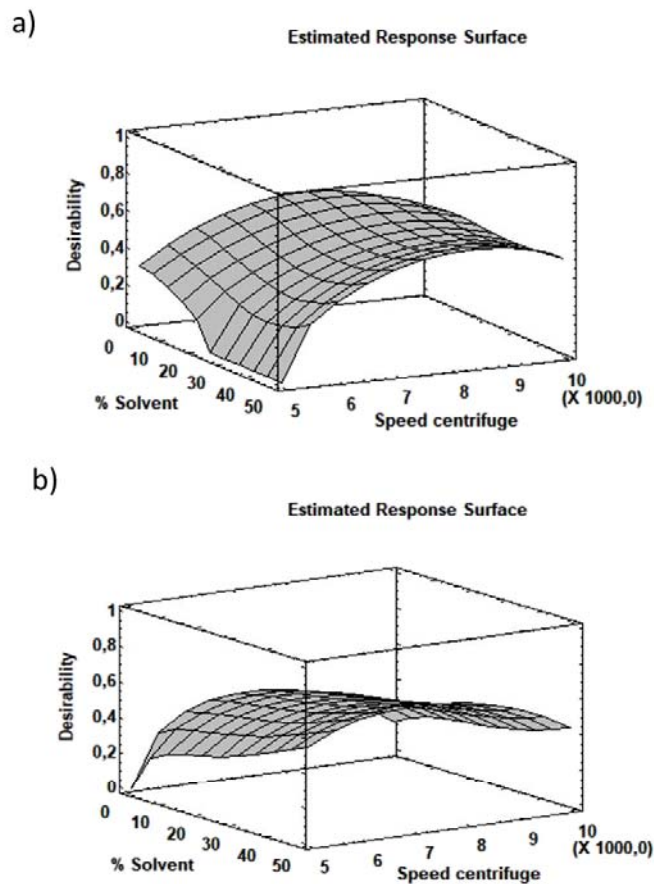 a)
Estimated Response Surface
1
0,8
0,6
0,4
0,2
0
Desirability
0 10 20 30 40 50
% Solvent
5 6 7 8 9 10
(X 1000,0)
Speed centrifuge
b)
Estimated Response Surface
1
0,8
0,6
0,4
0,2
0
Desirability
0 10 20 30 40 50
% Solvent
5 6 7 8 9 10
(X 1000,0)
Speed centrifuge